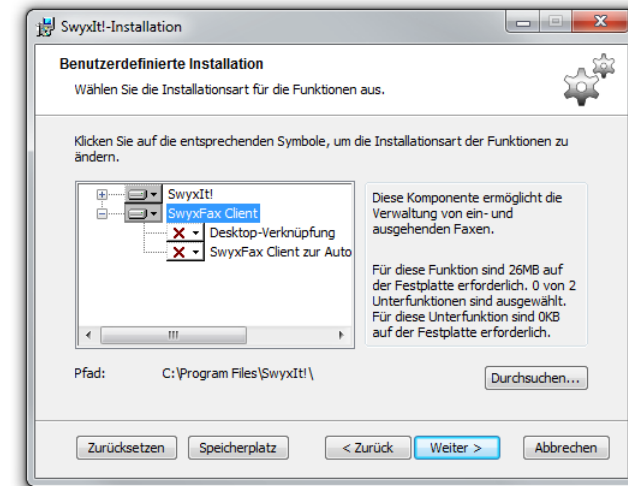 SwyxIt!-Installation
Benutzerdefinierte Installation
Wählen Sie die Installationsart für die Funktionen aus.
Klicken Sie auf die entsprechenden Symbole, um die Installationsart der Funktionen zu
ändern.
SwyxIt!
SwyxFax Client
Desktop-Verknüpfung
SwyxFax Client zur Auto
Diese Komponente ermöglicht die
Verwaltung von ein- und
ausgehenden Faxen.
Für diese Funktion sind 26MB auf
der Festplatte erforderlich. 0 von 2
Unterfunktionen sind ausgewählt.
Für diese Unterfunktion sind 0KB
auf der Festplatte erforderlich.
Pfad: C:\Program Files\SwyxIt!\
Durchsuchen...
Zurücksetzen Speicherplatz < Zurück Weiter > Abbrechen